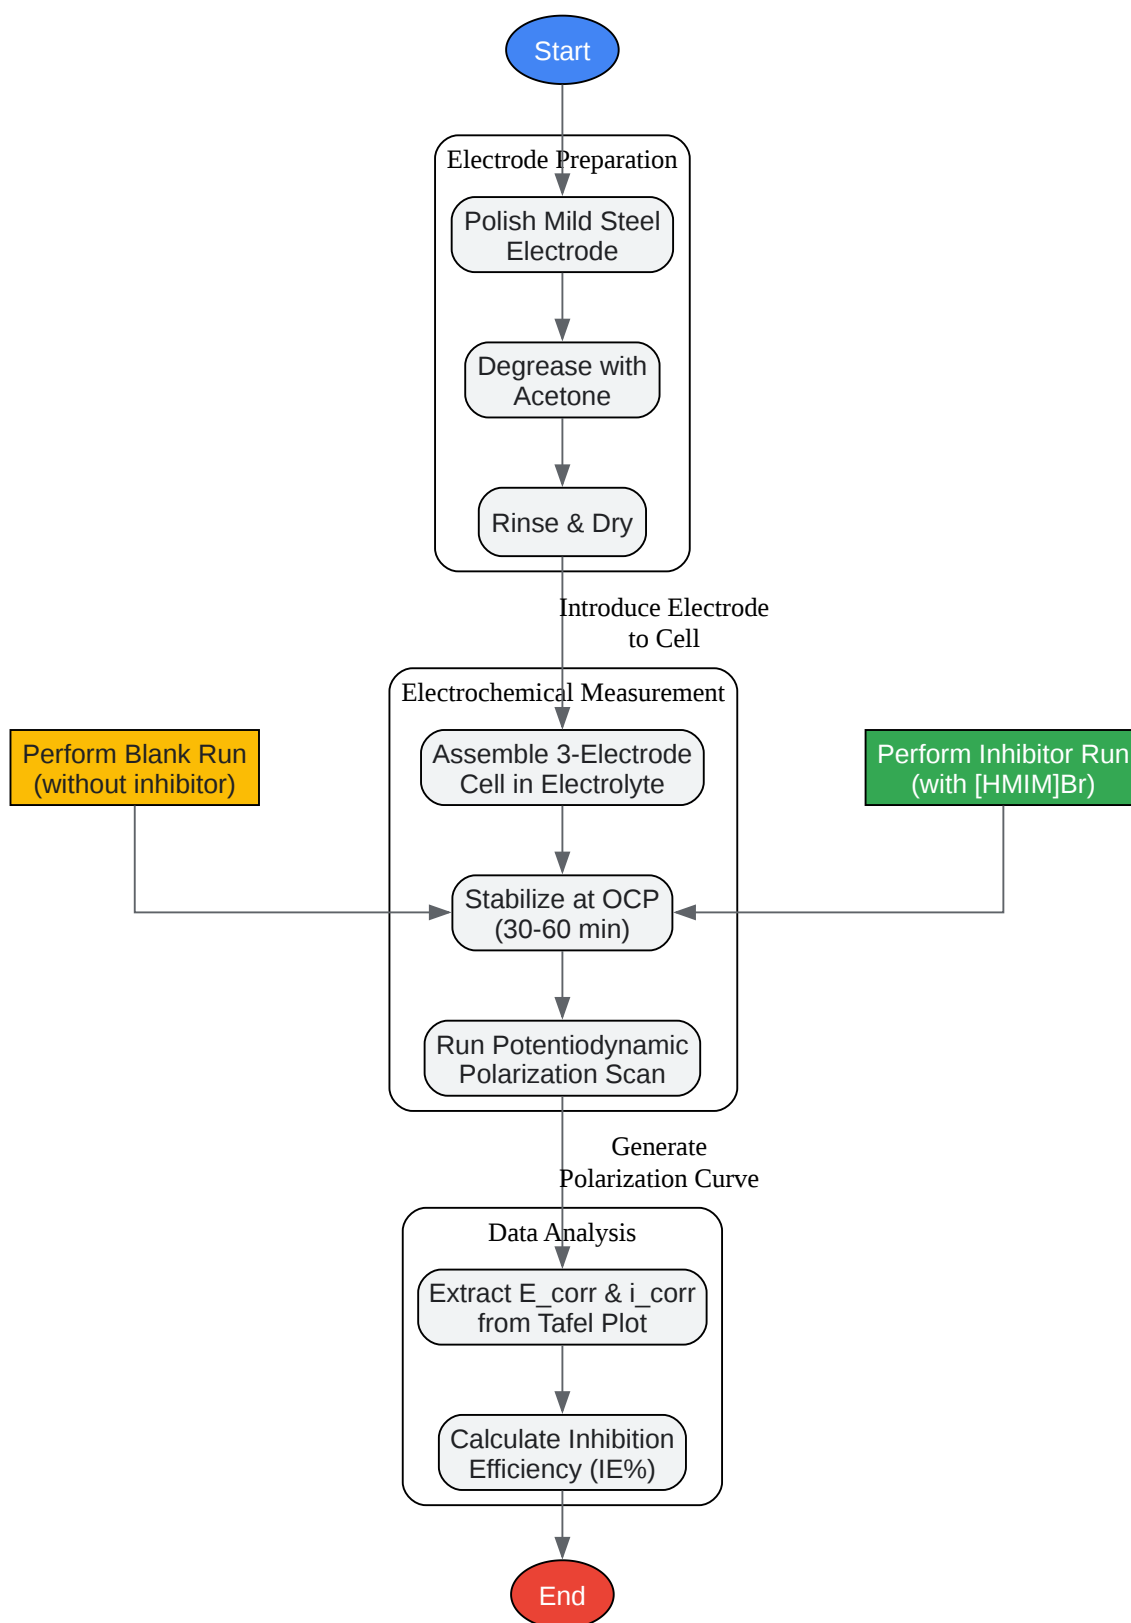 Start
Electrode Preparation
Polish Mild Steel
Electrode
Degrease with
Acetone
Rinse & Dry
Introduce Electrode
to Cell
Electrochemical Measurement
Perform Blank Run
(without inhibitor)
Assemble 3-Electrode
Cell in Electrolyte
Perform Inhibitor Run
(with [HMIM]Br)
Stabilize at OCP
(30-60 min)
Run Potentiodynamic
Polarization Scan
Generate
Polarization Curve
Data Analysis
Extract E_corr & i_corr
from Tafel Plot
Calculate Inhibition
Efficiency (IE%)
End